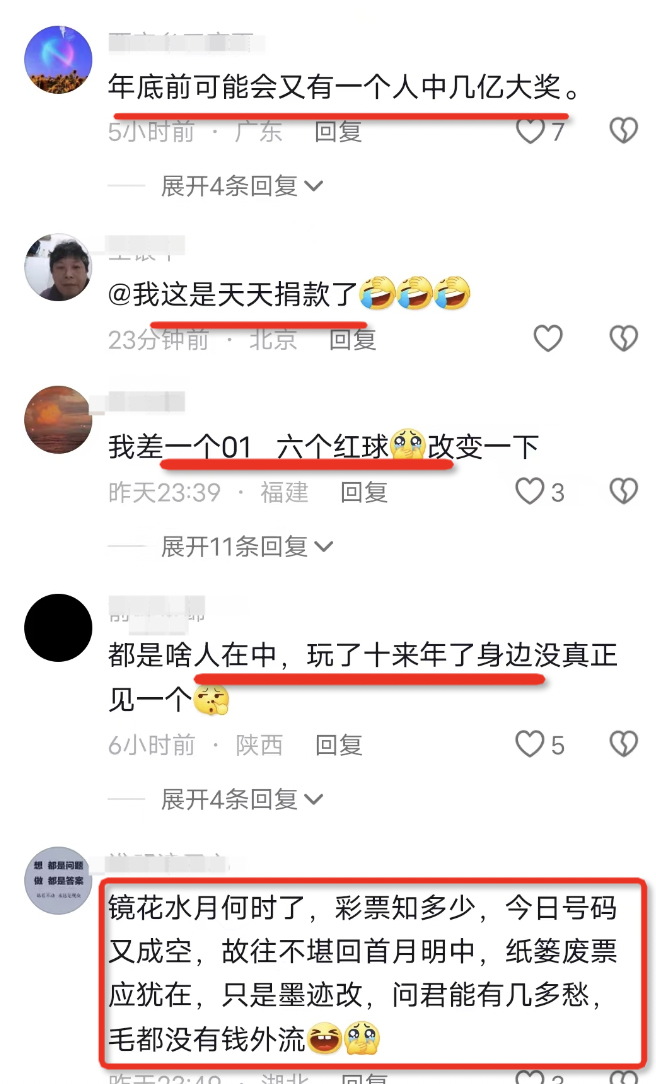 年底前可能会又有一个人中几亿大奖。
5小时前 · 广东 回复 7
展开4条回复
@我这是天天捐款了
23分钟前 · 北京 回复
我差一个01 六个红球改变一下
昨天23:39 · 福建 回复 3
展开11条回复
都是啥人在中，玩了十来年了身边没真正
见一个
6小时前 · 陕西 回复 5
展开4条回复
想 都是问题
做 都是答案
镜花水月何时了，彩票知多少，今日号码
又成空，故往不堪回首月明中，纸篓废票
应犹在，只是墨迹改，问君能有几多愁，
毛都没有钱外流
昨天23:49 · 湖北 回复